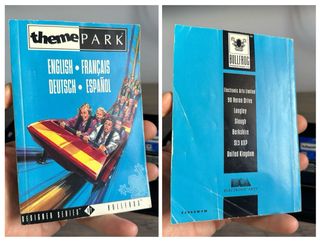 theme PARK
ENGLISH • FRANÇAIS
DEUTSCH • ESPAÑOL
DESIGNER SERIES
BULLFROG
BULLFROG
Electronic Arts Limited
90 Heron Drive
Langley
Slough
Berkshire
SL3 8XP
United Kingdom
ELECTRONIC ARTS